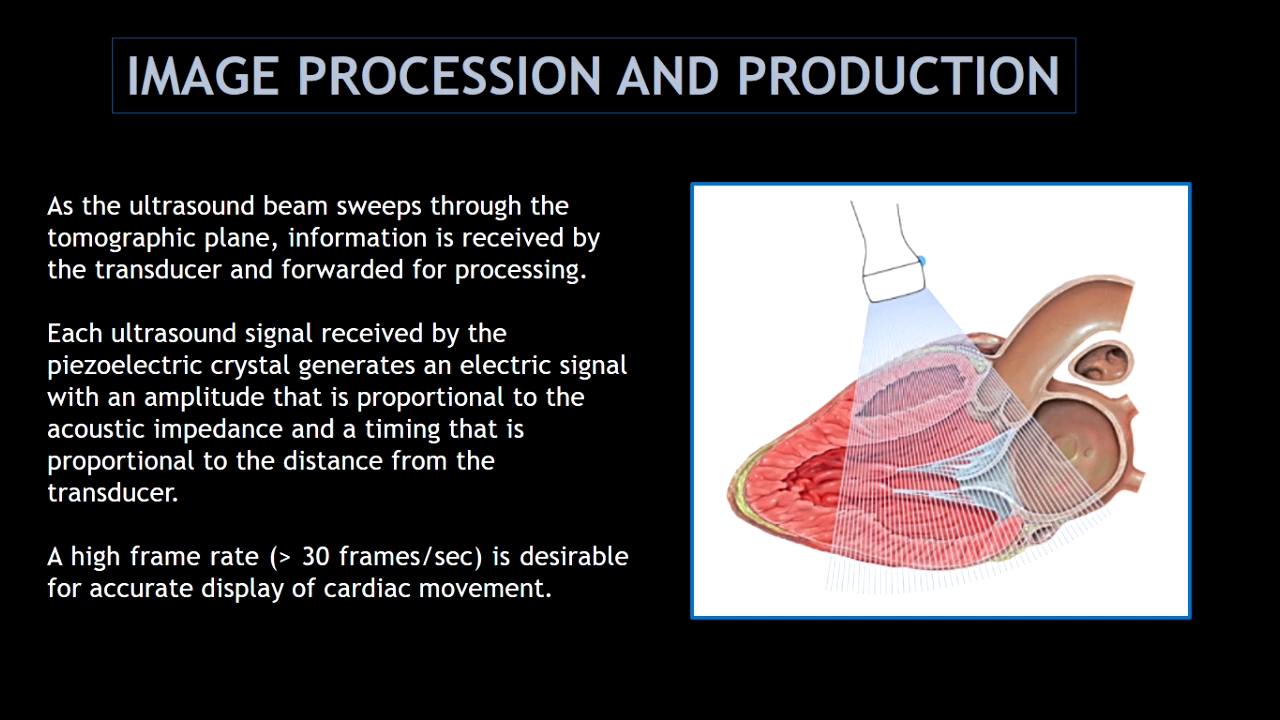 IMAGE PROCESSION AND PRODUCTION
As the ultrasound beam sweeps through the
tomographic plane, information is received by
the transducer and forwarded for processing.
Each ultrasound signal received by the
piezoelectric crystal generates an electric signal
with an amplitude that is proportional to the
acoustic impedance and a timing that is
proportional to the distance from the
transducer.
A high frame rate (> 30 frames/sec) is desirable
for accurate display of cardiac movement.